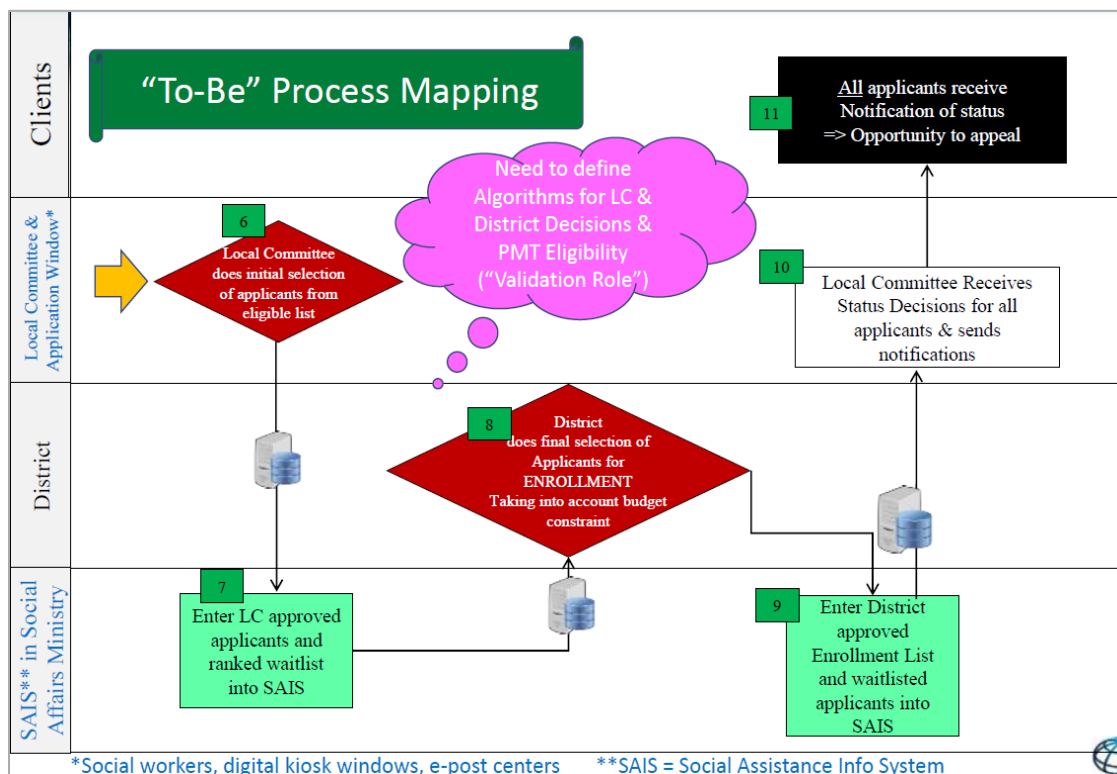 Clients
"To-Be" Process Mapping
11
All applicants receive
Notification of status
=> Opportunity to appeal
Need to define
Algorithms for LC &
District Decisions &
PMT Eligibility
("Validation Role")
Local Committee &
Application Window*
6
Local Committee
does initial selection
of applicants from
eligible list
10
Local Committee Receives
Status Decisions for all
applicants & sends
notifications
District
8
District
does final selection of
Applicants for
ENROLLMENT
Taking into account budget
constraint
SAIS** in Social
Affairs Ministry
7
Enter LC approved
applicants and
ranked waitlist
into SAIS
9
Enter District
approved
Enrollment List
and waitlisted
applicants into
SAIS
*Social workers, digital kiosk windows, e-post centers
**SAIS = Social Assistance Info System